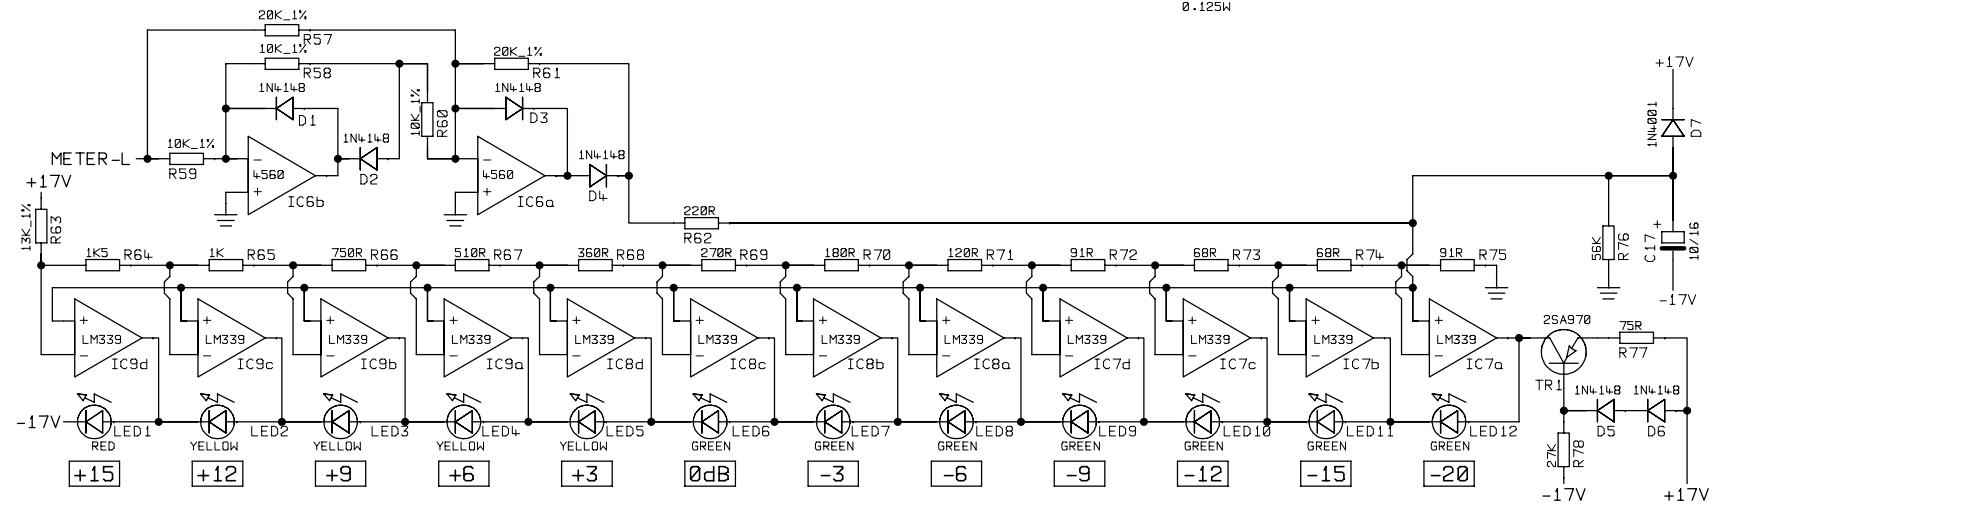 0.125W
20K_1%
R57
10K_1%
R58
20K_1%
R61
1N4148
D1
10K_1%
R60
1N4148
D3
+17V
1N4001
D7
10K_1%
R59
METER-L
4560
IC6b
1N4148
D2
4560
IC6a
1N4148
D4
+17V
13K_1%
R63
220R
R62
56K
R76
C17
+
10/16
-17V
1K5 R64
1K R65
750R R66
510R R67
360R R68
270R R69
180R R70
120R R71
91R R72
68R R73
68R R74
91R R75
+ LM339 - IC9d
+ LM339 - IC9c
+ LM339 - IC9b
+ LM339 - IC9a
+ LM339 - IC8d
+ LM339 - IC8c
+ LM339 - IC8b
+ LM339 - IC8a
+ LM339 - IC7d
+ LM339 - IC7c
+ LM339 - IC7b
+ LM339 - IC7a
2SA970
TR1
75R
R77
1N4148
D5
1N4148
D6
27K
R78
-17V
+17V
-17V
LED1 RED
LED2 YELLOW
LED3 YELLOW
LED4 YELLOW
LED5 YELLOW
LED6 GREEN
LED7 GREEN
LED8 GREEN
LED9 GREEN
LED10 GREEN
LED11 GREEN
LED12 GREEN
+15
+12
+9
+6
+3
0dB
-3
-6
-9
-12
-15
-20